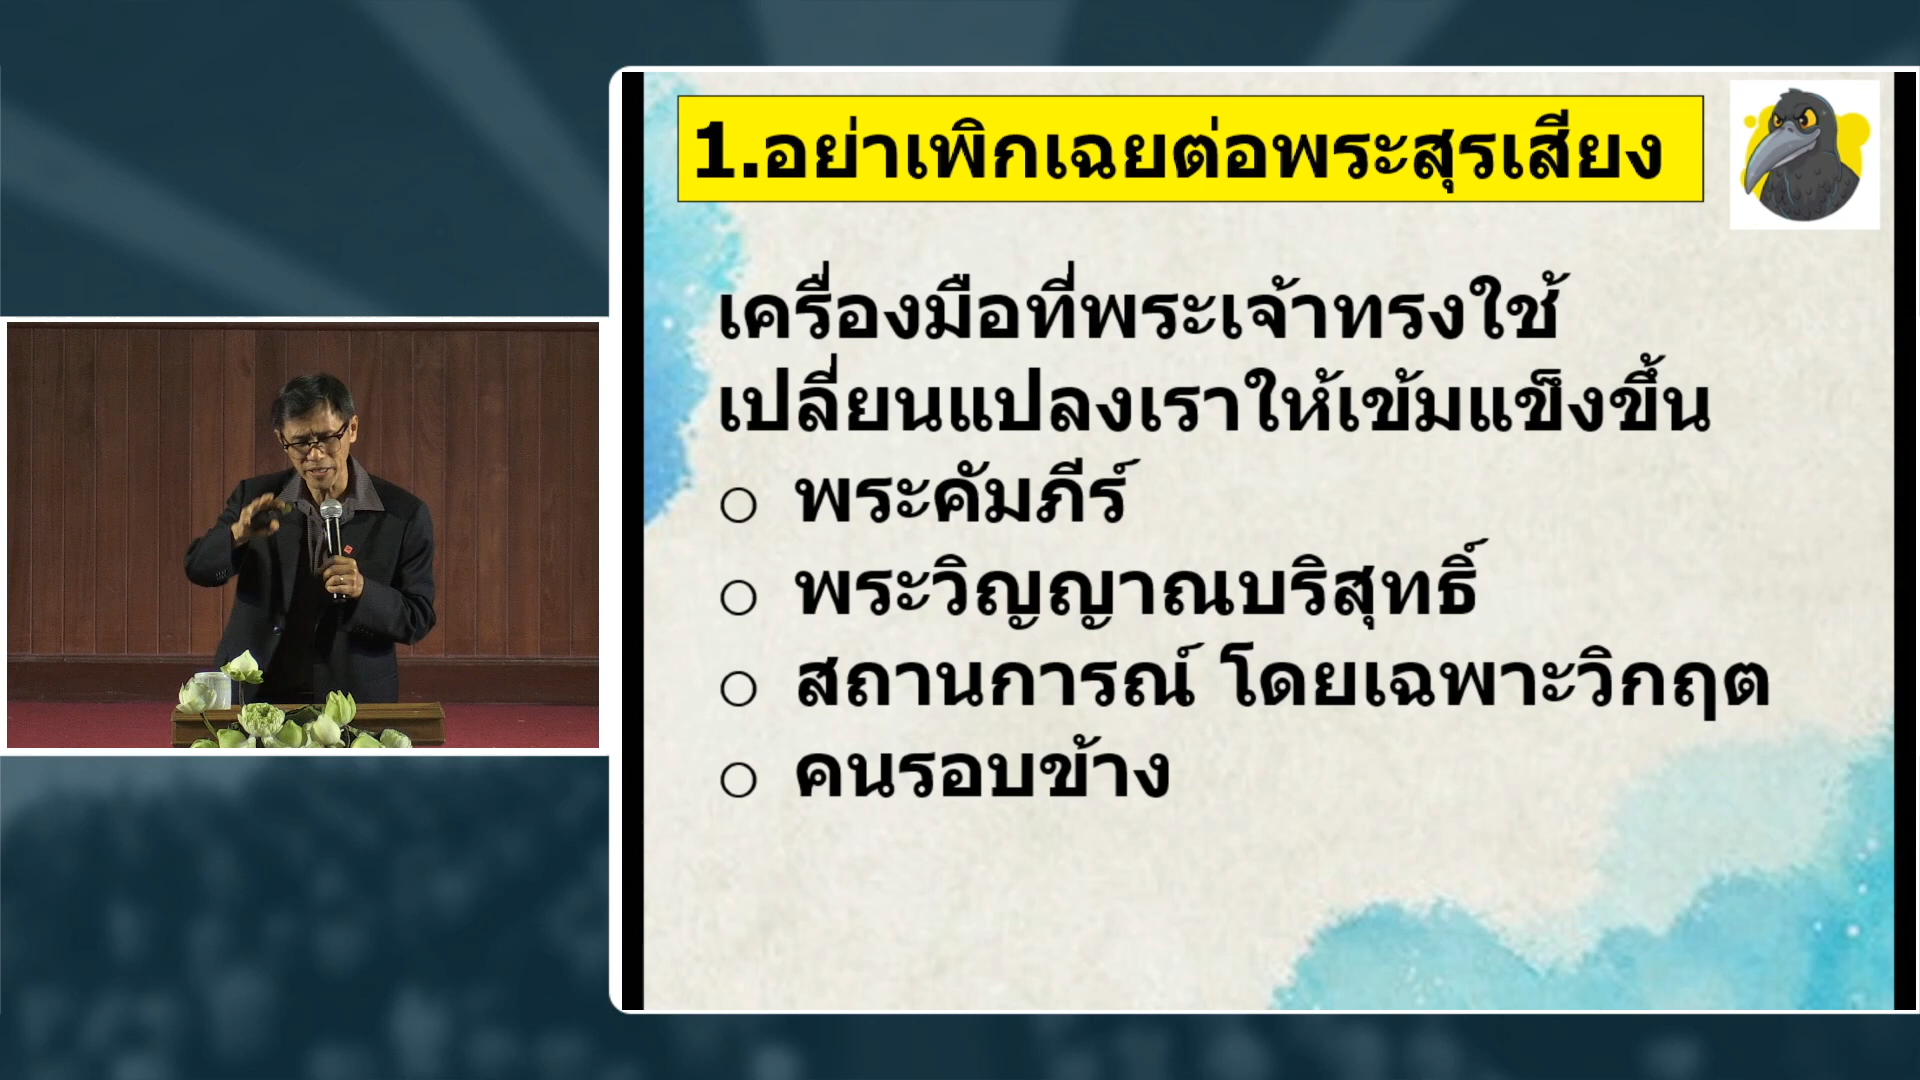 1.อย่าเพิกเฉยต่อพระสุรเสียง
เครื่องมือที่พระเจ้าทรงใช้
เปลี่ยนแปลงเราให้เข้มแข็งขึ้น
○ พระคัมภีร์
○ พระวิญญาณบริสุทธิ์
○ สถานการณ์ โดยเฉพาะวิกฤต
○ คนรอบข้าง